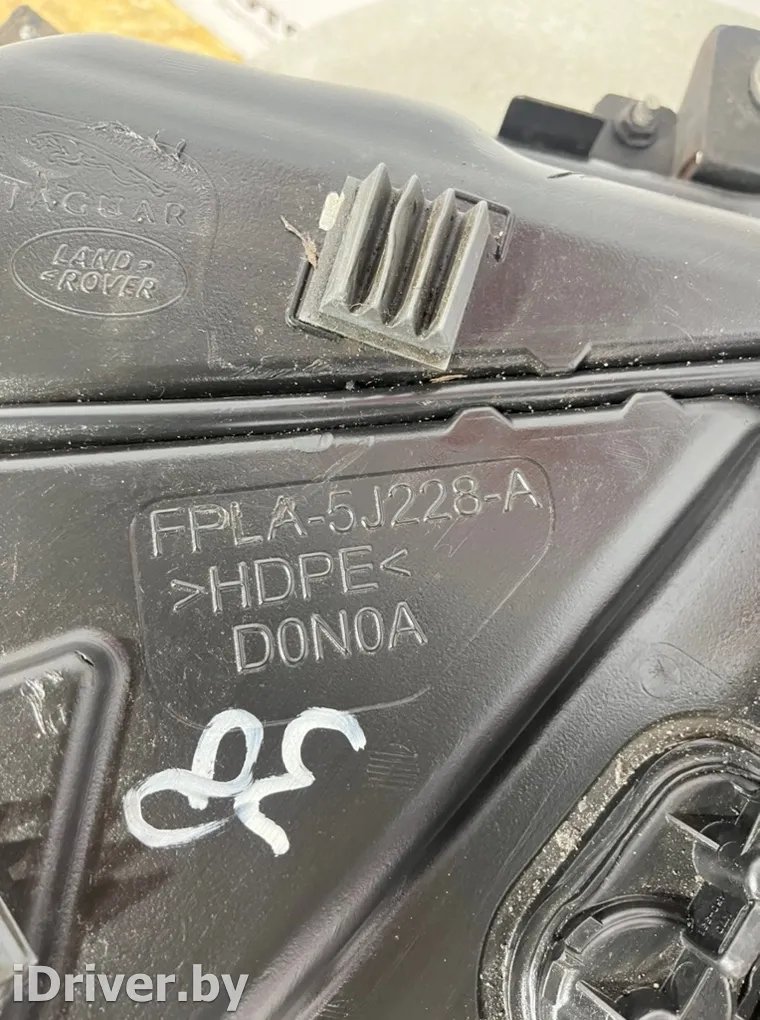 JAGUAR
LAND-
-ROVER
FPLA-5J228-A
>HDPE<
D0N0A
iDriver.by